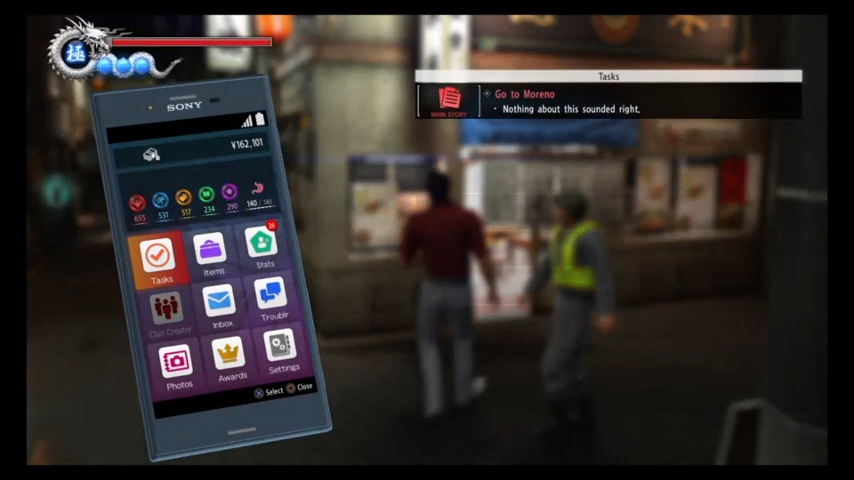 極
SONY
¥162,101
655 531 517 234 290 140 / 140
26
Tasks Items Stats
Clan Creator Inbox Troublr
Photos Awards Settings
Select Close
Tasks
MAIN STORY
Go to Moreno
Nothing about this sounded right.